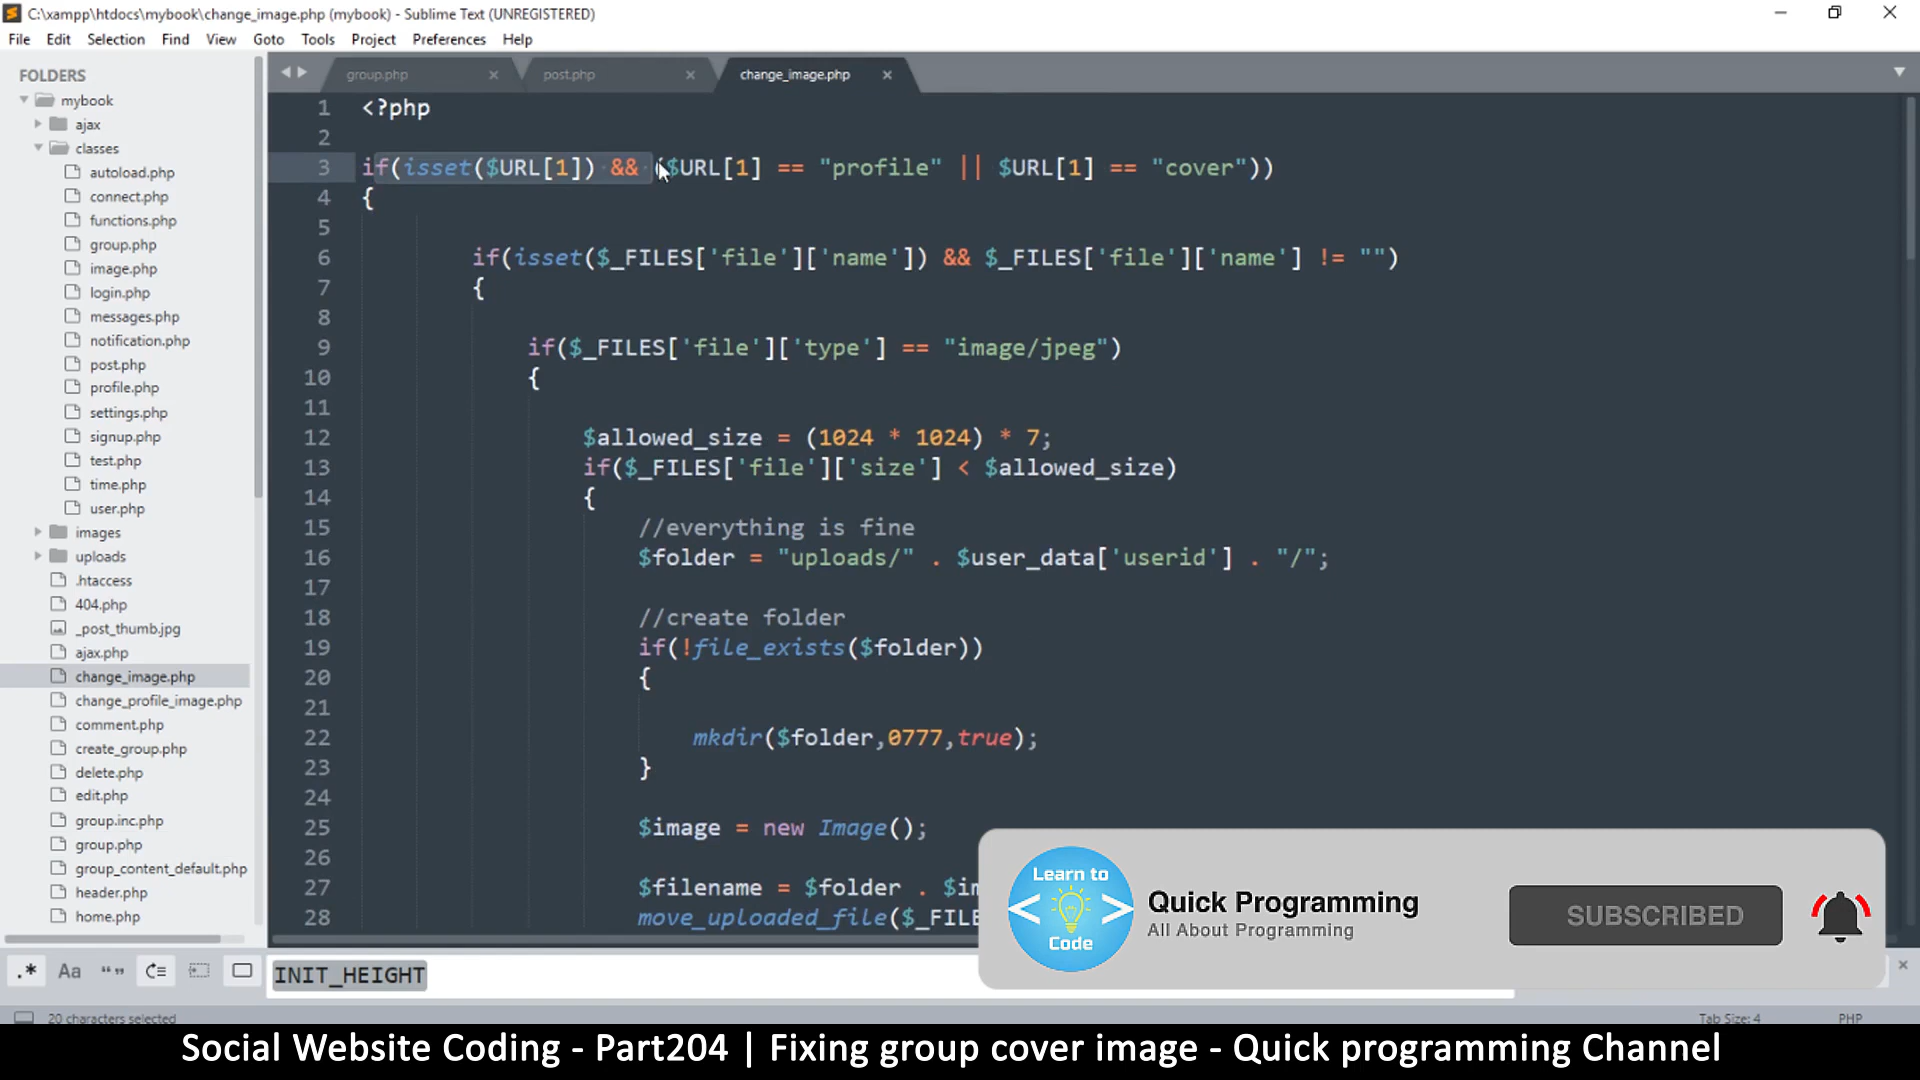 C:\xampp\htdocs\mybook\change_image.php (mybook) - Sublime Text (UNREGISTERED)
File Edit Selection Find View Goto Tools Project Preferences Help
FOLDERS
mybook
ajax
classes
autoload.php
connect.php
functions.php
group.php
image.php
login.php
messages.php
notification.php
post.php
profile.php
settings.php
signup.php
test.php
time.php
user.php
images
uploads
.htaccess
404.php
_post_thumb.jpg
ajax.php
change_image.php
change_profile_image.php
comment.php
create_group.php
delete.php
edit.php
group.inc.php
group.php
group_content_default.php
header.php
home.php
group.php post.php change_image.php
1 <?php
2
3 if(isset($URL[1]) && ($URL[1] == "profile" || $URL[1] == "cover"))
4 {
5
6 if(isset($_FILES['file']['name']) && $_FILES['file']['name'] != "")
7 {
8
9 if($_FILES['file']['type'] == "image/jpeg")
10 {
11
12 $allowed_size = (1024 * 1024) * 7;
13 if($_FILES['file']['size'] < $allowed_size)
14 {
15 //everything is fine
16 $folder = "uploads/" . $user_data['userid'] . "/";
17
18 //create folder
19 if(!file_exists($folder))
20 {
21
22 mkdir($folder,0777,true);
23 }
24
25 $image = new Image();
26
27 $filename = $folder . $im
28 move_uploaded_file($_FILE
Learn to
< >
Code
Quick Programming
All About Programming
SUBSCRIBED
.* Aa “”
INIT_HEIGHT
20 characters selected
Tab Size: 4 PHP
Social Website Coding - Part204 | Fixing group cover image - Quick programming Channel